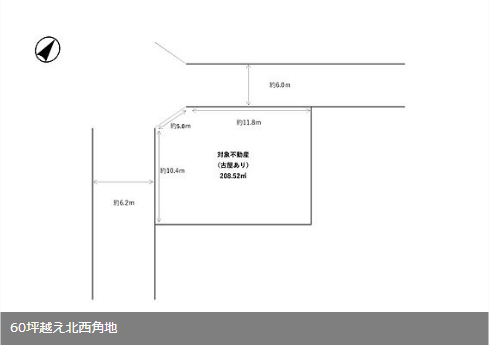 約6.0m
約5.0m
約11.8m
対象不動産
(古屋あり)
208.52㎡
約10.4m
約6.2m
60坪越え北西角地